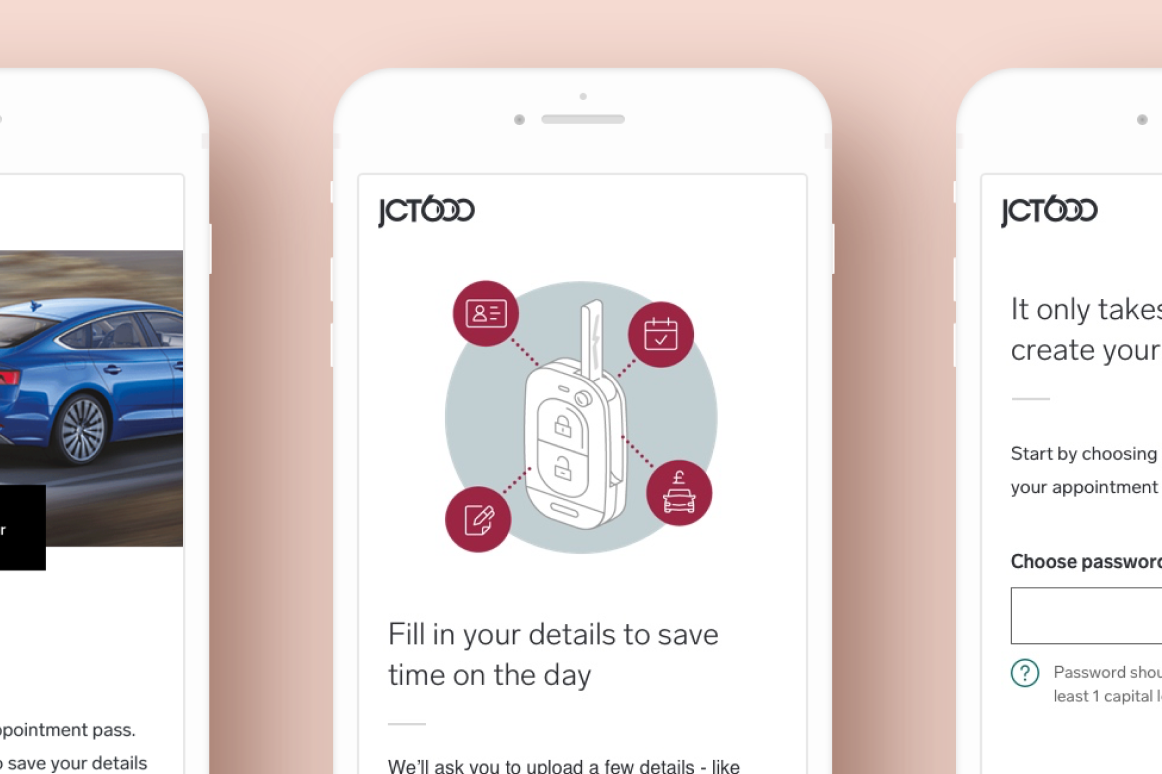 appointment pass.
o save your details
JCT600
Fill in your details to save
time on the day
We'll ask you to upload a few details - like
£
JCT600
It only takes
create your
Start by choosing
your appointment
Choose password
?
Password shou
least 1 capital l